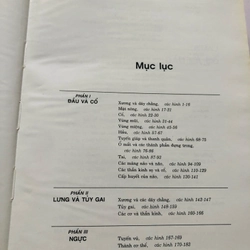 Mục lục
PHẦN I
ĐẦU VÀ CỔ
Xương và dây chằng, các hình 1-16
Mặt nông, các hình 17-21
Cổ, các hình 22-30
Vùng mũi, các hình 31-44
Vùng miệng, các hình 45-56
Hầu, các hình 57-67
Tuyến giáp và thanh quản, các hình 68-75
Ổ mắt và các thành phần đựng trong,
các hình 76-86
Tai, các hình 87-93
Các màng não và não, các hình 94-109
Các thần kinh sọ và cổ, các hình 110-129
Cấp huyết của não, các hình 130-141
PHẦN II
LƯNG VÀ TỦY GAI
Xương và các dây chằng, các hình 142-147
Tủy gai, các hình 148-159
Các cơ và thần kinh, các hình 160-166
PHẦN III
NGỰC
Tuyến vú, các hình 167-169
Thành cơ thể, các hình 170-182